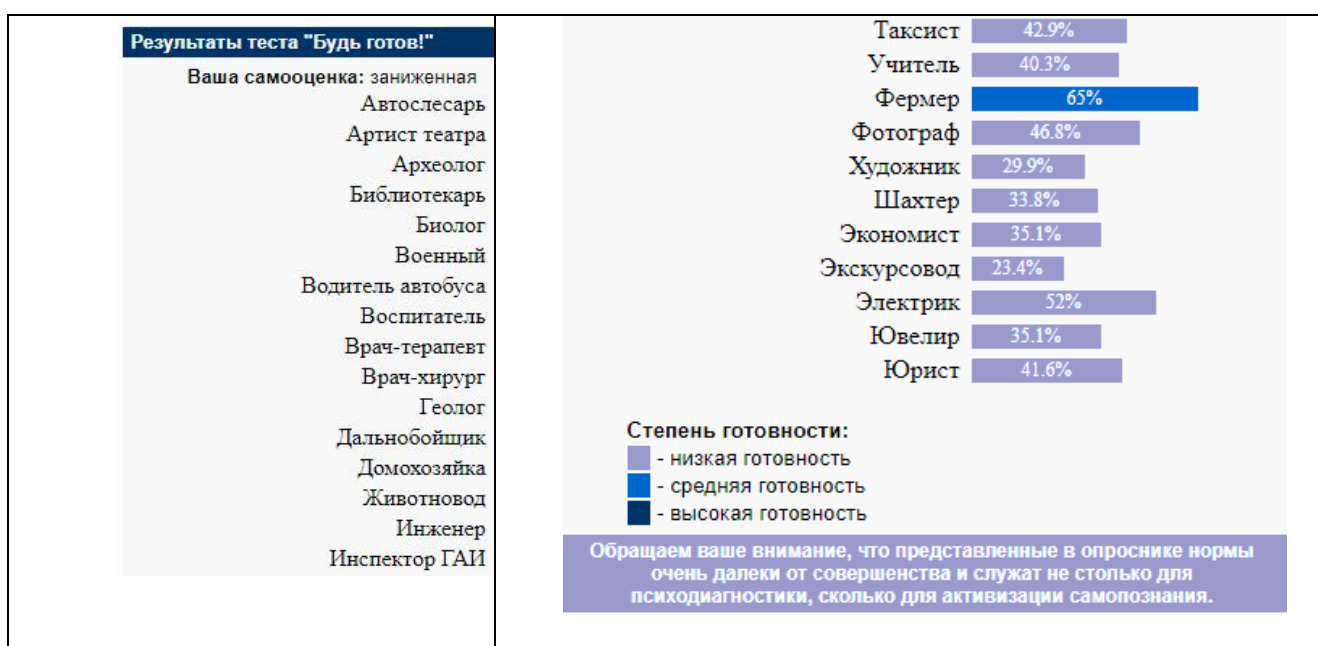 Результаты теста "Будь готов!"
Ваша самооценка: заниженная
Автослесарь
Артист театра
Археолог
Библиотекарь
Биолог
Военный
Водитель автобуса
Воспитатель
Врач-терапевт
Врач-хирург
Геолог
Дальнобойщик
Домохозяйка
Животновод
Инженер
Инспектор ГАИ
Таксист 42.9%
Учитель 40.3%
Фермер 65%
Фотограф 46.8%
Художник 29.9%
Шахтер 33.8%
Экономист 35.1%
Экскурсовод 23.4%
Электрик 52%
Ювелир 35.1%
Юрист 41.6%
Степень готовности:
- низкая готовность
- средняя готовность
- высокая готовность
Обращаем ваше внимание, что представленные в опроснике нормы
очень далеки от совершенства и служат не столько для
психодиагностики, сколько для активизации самопознания.